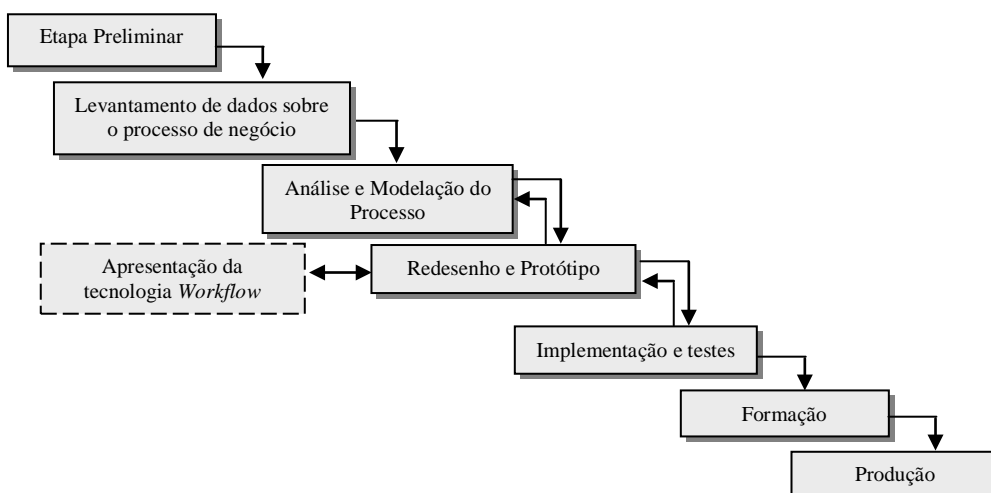 Etapa Preliminar
Levantamento de dados sobre
o processo de negócio
Análise e Modelação do
Processo
Apresentação da
tecnologia Workflow
Redesenho e Protótipo
Implementação e testes
Formação
Produção